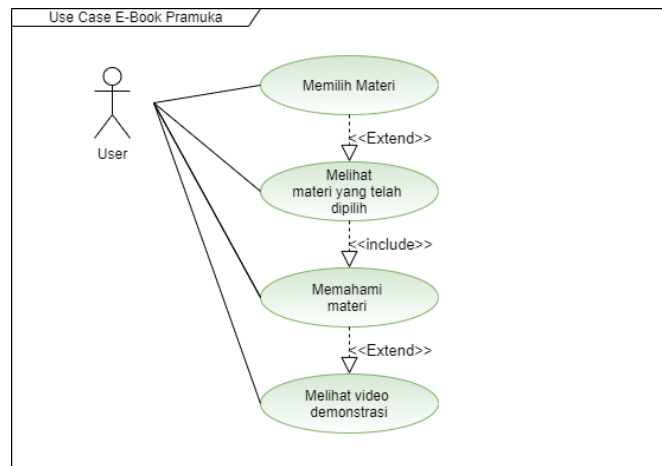 Use Case E-Book Pramuka
User
Memilih Materi
<<Extend>>
Melihat
materi yang telah
dipilih
<<include>>
Memahami
materi
<<Extend>>
Melihat video
demonstrasi